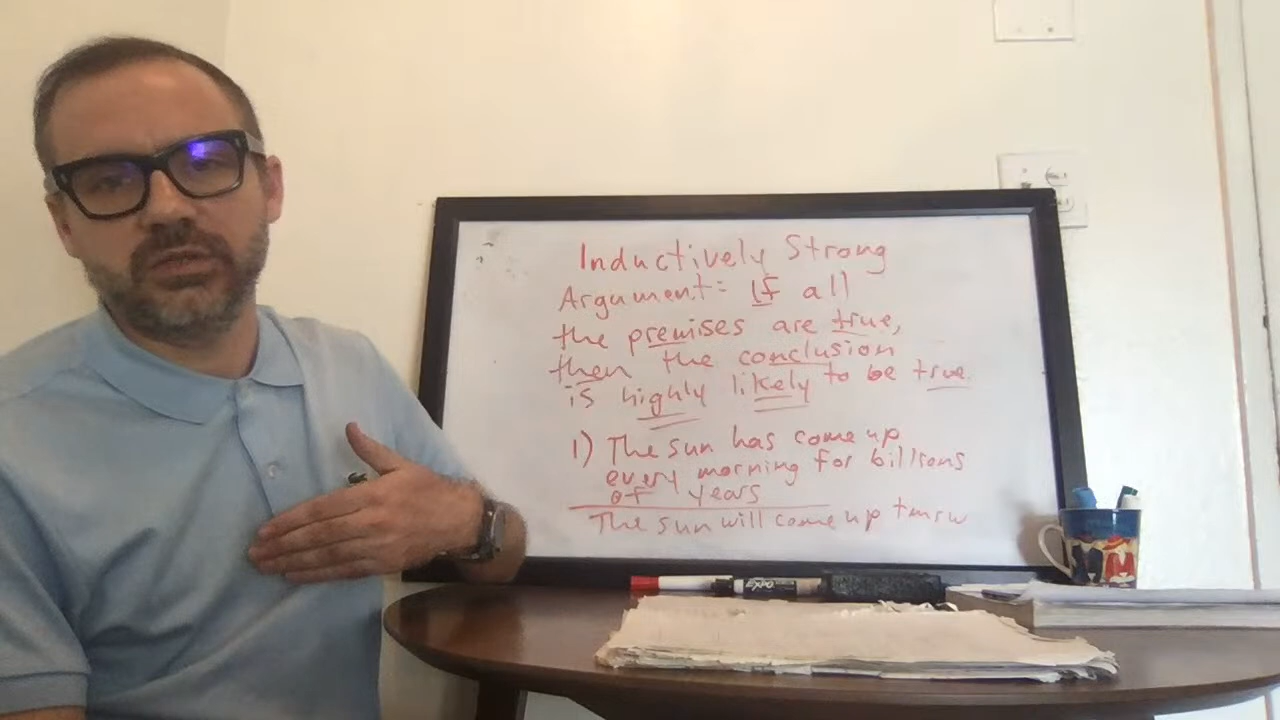 Inductively Strong
Argument: If all
the premises are true,
then the conclusion
is highly likely to be true.
1) The sun has come up
every morning for billions
of years
The sun will come up tmrw
EXPO